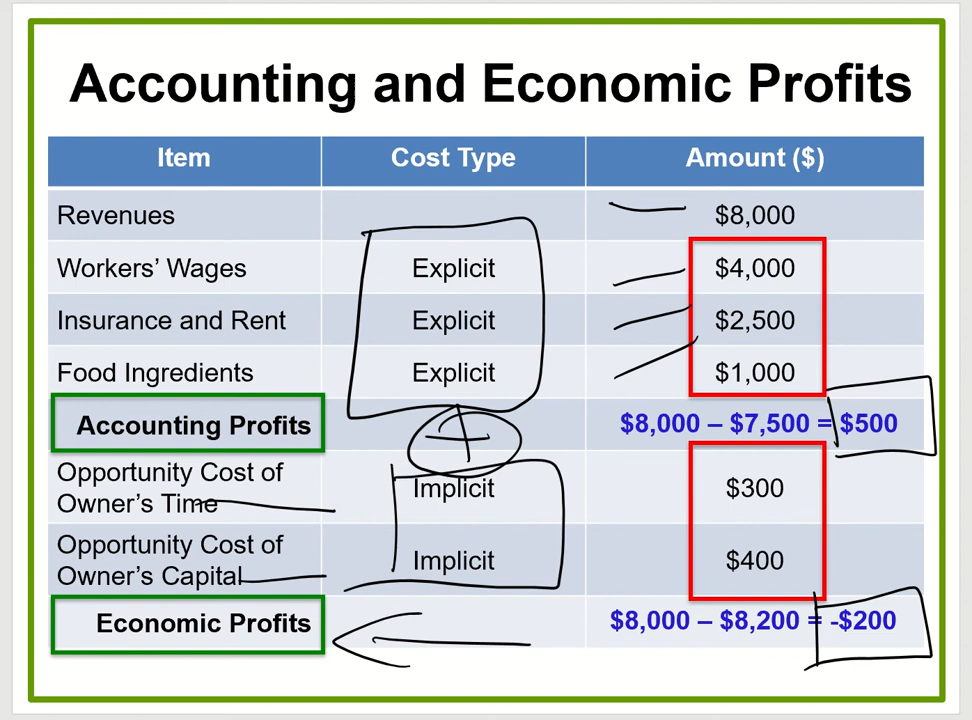 Accounting and Economic Profits
Item Cost Type Amount ($)
Revenues $8,000
Workers’ Wages Explicit $4,000
Insurance and Rent Explicit $2,500
Food Ingredients Explicit $1,000
Accounting Profits $8,000 – $7,500 = $500
+
Opportunity Cost of
Owner’s Time Implicit $300
Opportunity Cost of
Owner’s Capital Implicit $400
Economic Profits $8,000 – $8,200 = -$200